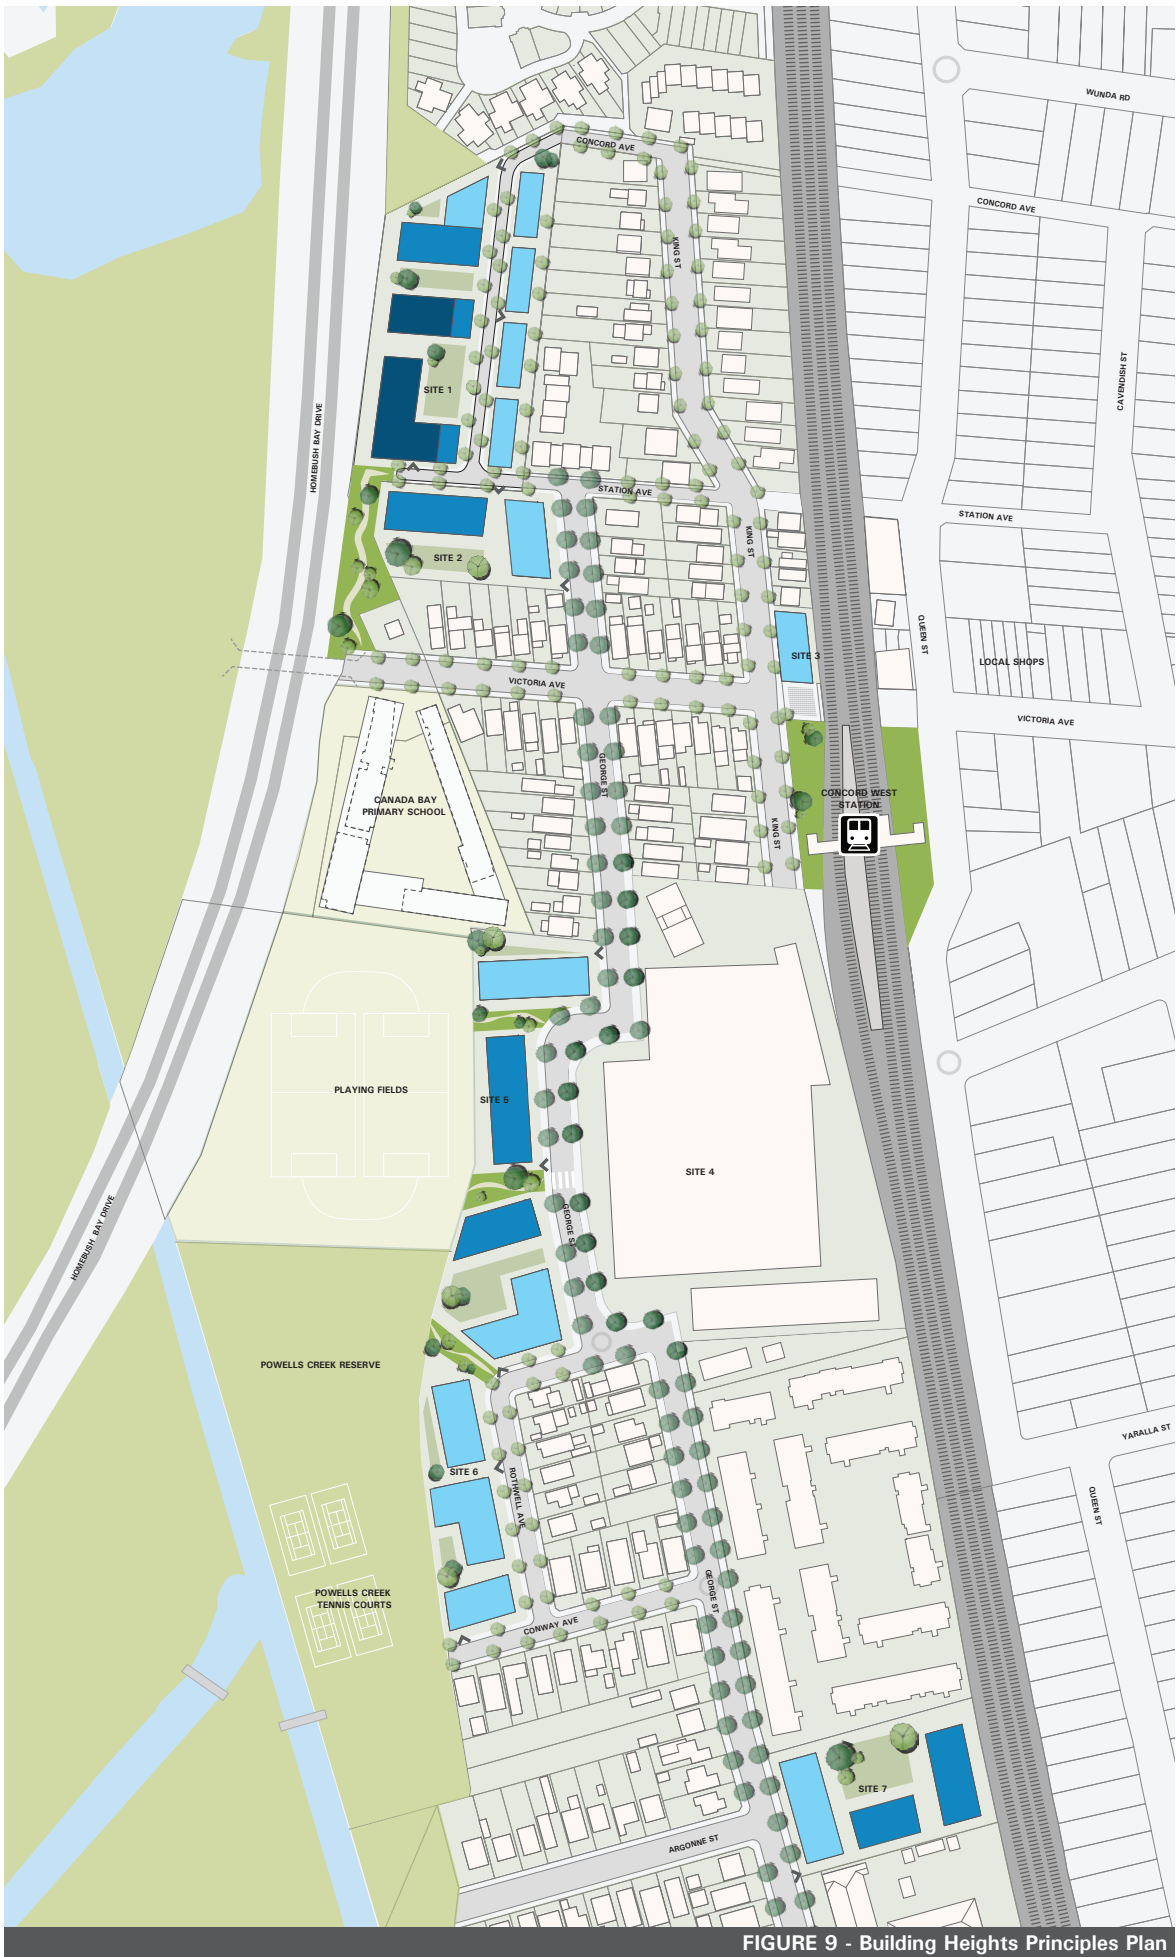 WUNDA RD
CONCORD AVE
CONCORD AVE
KING ST
CAVENDISH ST
SITE 1
HOMEBUSH BAY DRIVE
STATION AVE
STATION AVE
KING ST
SITE 2
QUEEN ST
SITE 3
LOCAL SHOPS
VICTORIA AVE
VICTORIA AVE
GEORGE ST
CONCORD WEST
STATION
CANADA BAY
PRIMARY SCHOOL
KING ST
PLAYING FIELDS
SITE 5
SITE 4
HOMEBUSH BAY DRIVE
GEORGE ST
POWELLS CREEK RESERVE
YARALLA ST
SITE 6
ROTHWELL AVE
QUEEN ST
POWELLS CREEK
TENNIS COURTS
GEORGE ST
CONWAY AVE
SITE 7
ARGONNE ST
FIGURE 9 - Building Heights Principles Plan